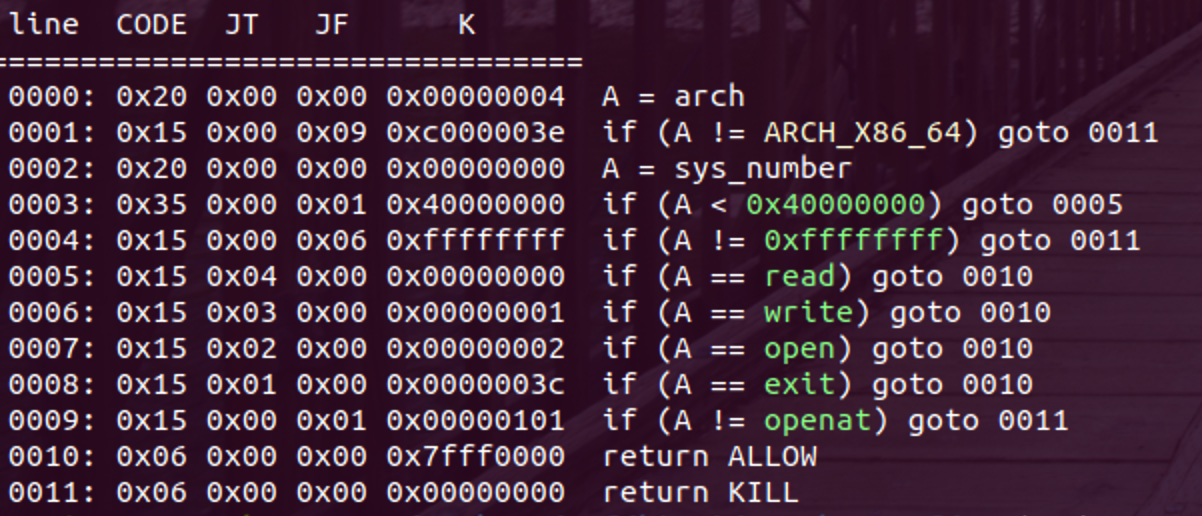 line  CODE  JT   JF      K
=================================
0000: 0x20 0x00 0x00 0x00000004  A = arch
0001: 0x15 0x00 0x09 0xc000003e  if (A != ARCH_X86_64) goto 0011
0002: 0x20 0x00 0x00 0x00000000  A = sys_number
0003: 0x35 0x00 0x01 0x40000000  if (A < 0x40000000) goto 0005
0004: 0x15 0x00 0x06 0xffffffff  if (A != 0xffffffff) goto 0011
0005: 0x15 0x04 0x00 0x00000000  if (A == read) goto 0010
0006: 0x15 0x03 0x00 0x00000001  if (A == write) goto 0010
0007: 0x15 0x02 0x00 0x00000002  if (A == open) goto 0010
0008: 0x15 0x01 0x00 0x0000003c  if (A == exit) goto 0010
0009: 0x15 0x00 0x01 0x00000101  if (A != openat) goto 0011
0010: 0x06 0x00 0x00 0x7fff0000  return ALLOW
0011: 0x06 0x00 0x00 0x00000000  return KILL